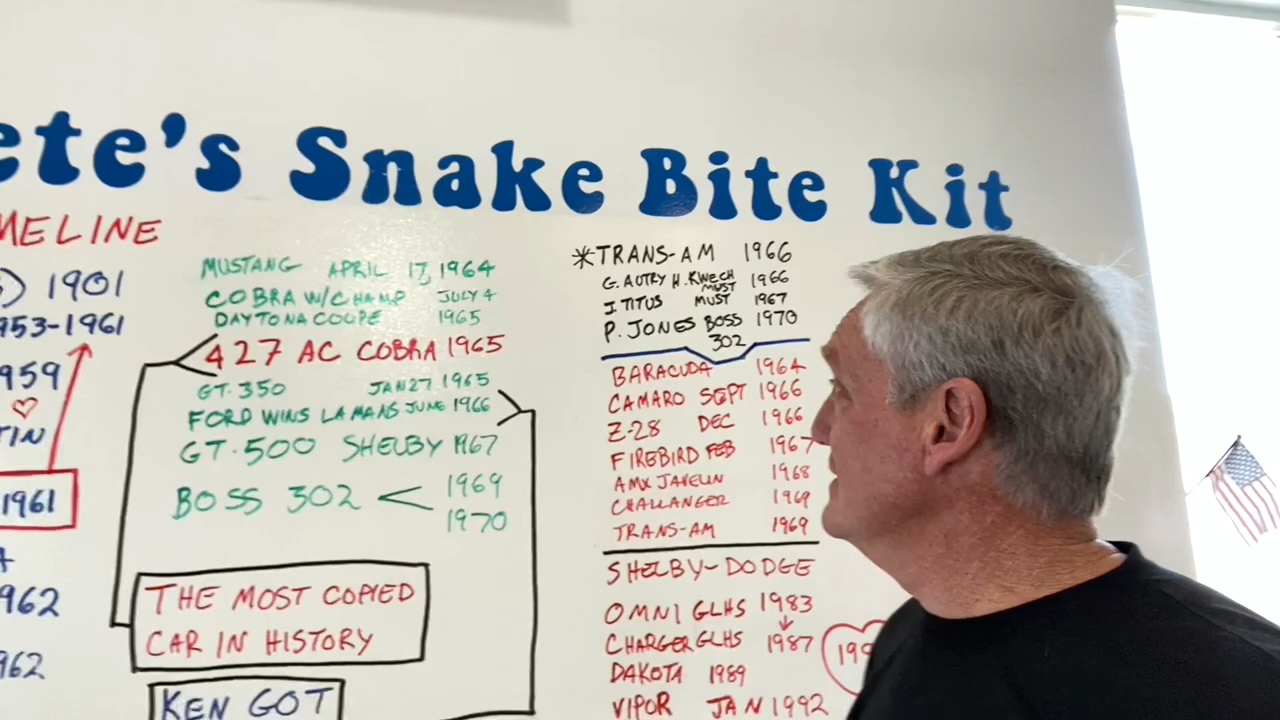 ete's Snake Bite Kit
MELINE
1901
953-1961
959
TIN
1961
962
962
MUSTANG APRIL 17, 1964
COBRA W/CHAMP JULY 4
DAYTONA COUPE 1965
427 AC COBRA 1965
GT-350 JAN 27 1965
FORD WINS LAMANS JUNE 1966
GT-500 SHELBY 1967
BOSS 302 < 1969
1970
THE MOST COPIED
CAR IN HISTORY
KEN GOT
*TRANS-AM 1966
G. AUTRY H. KWECH MUST 1966
J. TITUS MUST 1967
P. JONES BOSS 302 1970
BARACUDA 1964
CAMARO SEPT 1966
Z-28 DEC 1966
FIREBIRD FEB 1967
AMX JAVELIN 1968
CHALLANGER 1969
TRANS-AM 1969
SHELBY-DODGE
OMNI GLHS 1983
CHARGER GLHS 1987
DAKOTA 1989
VIPOR JAN 1992